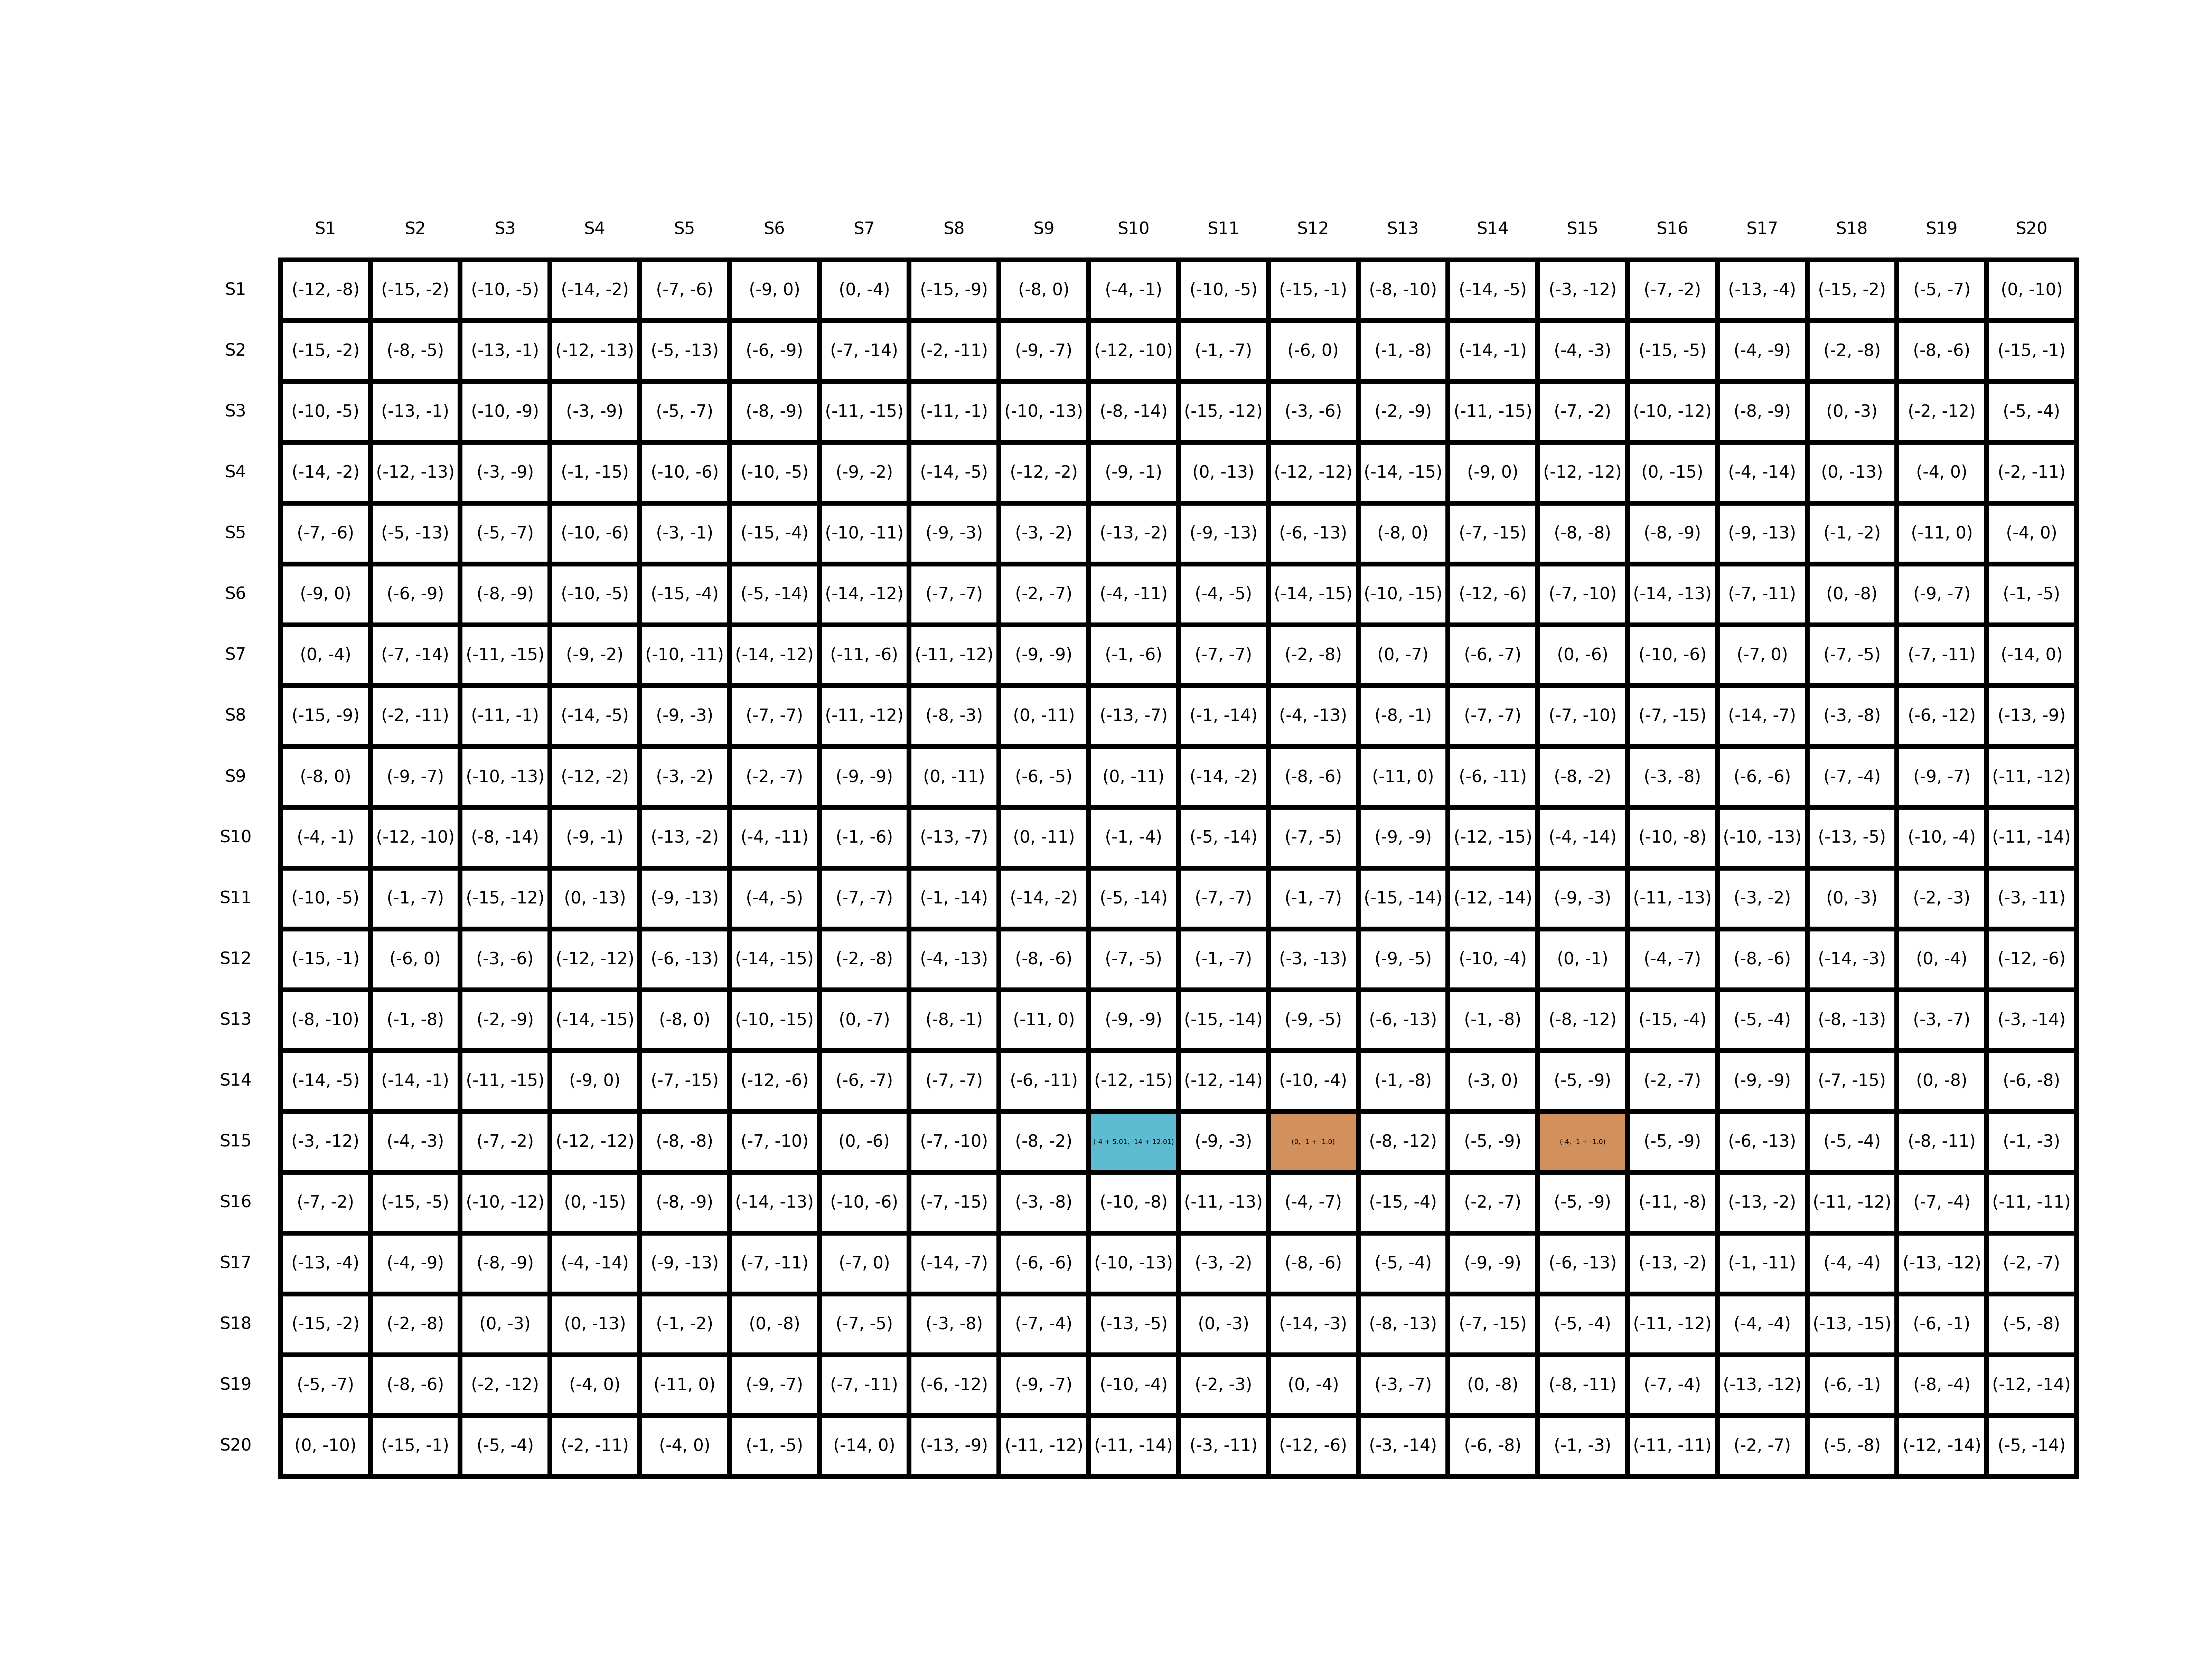 S1 S2 S3 S4 S5 S6 S7 S8 S9 S10 S11 S12 S13 S14 S15 S16 S17 S18 S19 S20
S1 (-12, -8) (-15, -2) (-10, -5) (-14, -2) (-7, -6) (-9, 0) (0, -4) (-15, -9) (-8, 0) (-4, -1) (-10, -5) (-15, -1) (-8, -10) (-14, -5) (-3, -12) (-7, -2) (-13, -4) (-15, -2) (-5, -7) (0, -10)
S2 (-15, -2) (-8, -5) (-13, -1) (-12, -13) (-5, -13) (-6, -9) (-7, -14) (-2, -11) (-9, -7) (-12, -10) (-1, -7) (-6, 0) (-1, -8) (-14, -1) (-4, -3) (-15, -5) (-4, -9) (-2, -8) (-8, -6) (-15, -1)
S3 (-10, -5) (-13, -1) (-10, -9) (-3, -9) (-5, -7) (-8, -9) (-11, -15) (-11, -1) (-10, -13) (-8, -14) (-15, -12) (-3, -6) (-2, -9) (-11, -15) (-7, -2) (-10, -12) (-8, -9) (0, -3) (-2, -12) (-5, -4)
S4 (-14, -2) (-12, -13) (-3, -9) (-1, -15) (-10, -6) (-10, -5) (-9, -2) (-14, -5) (-12, -2) (-9, -1) (0, -13) (-12, -12) (-14, -15) (-9, 0) (-12, -12) (0, -15) (-4, -14) (0, -13) (-4, 0) (-2, -11)
S5 (-7, -6) (-5, -13) (-5, -7) (-10, -6) (-3, -1) (-15, -4) (-10, -11) (-9, -3) (-3, -2) (-13, -2) (-9, -13) (-6, -13) (-8, 0) (-7, -15) (-8, -8) (-8, -9) (-9, -13) (-1, -2) (-11, 0) (-4, 0)
S6 (-9, 0) (-6, -9) (-8, -9) (-10, -5) (-15, -4) (-5, -14) (-14, -12) (-7, -7) (-2, -7) (-4, -11) (-4, -5) (-14, -15) (-10, -15) (-12, -6) (-7, -10) (-14, -13) (-7, -11) (0, -8) (-9, -7) (-1, -5)
S7 (0, -4) (-7, -14) (-11, -15) (-9, -2) (-10, -11) (-14, -12) (-11, -6) (-11, -12) (-9, -9) (-1, -6) (-7, -7) (-2, -8) (0, -7) (-6, -7) (0, -6) (-10, -6) (-7, 0) (-7, -5) (-7, -11) (-14, 0)
S8 (-15, -9) (-2, -11) (-11, -1) (-14, -5) (-9, -3) (-7, -7) (-11, -12) (-8, -3) (0, -11) (-13, -7) (-1, -14) (-4, -13) (-8, -1) (-7, -7) (-7, -10) (-7, -15) (-14, -7) (-3, -8) (-6, -12) (-13, -9)
S9 (-8, 0) (-9, -7) (-10, -13) (-12, -2) (-3, -2) (-2, -7) (-9, -9) (0, -11) (-6, -5) (0, -11) (-14, -2) (-8, -6) (-11, 0) (-6, -11) (-8, -2) (-3, -8) (-6, -6) (-7, -4) (-9, -7) (-11, -12)
S10 (-4, -1) (-12, -10) (-8, -14) (-9, -1) (-13, -2) (-4, -11) (-1, -6) (-13, -7) (0, -11) (-1, -4) (-5, -14) (-7, -5) (-9, -9) (-12, -15) (-4, -14) (-10, -8) (-10, -13) (-13, -5) (-10, -4) (-11, -14)
S11 (-10, -5) (-1, -7) (-15, -12) (0, -13) (-9, -13) (-4, -5) (-7, -7) (-1, -14) (-14, -2) (-5, -14) (-7, -7) (-1, -7) (-15, -14) (-12, -14) (-9, -3) (-11, -13) (-3, -2) (0, -3) (-2, -3) (-3, -11)
S12 (-15, -1) (-6, 0) (-3, -6) (-12, -12) (-6, -13) (-14, -15) (-2, -8) (-4, -13) (-8, -6) (-7, -5) (-1, -7) (-3, -13) (-9, -5) (-10, -4) (0, -1) (-4, -7) (-8, -6) (-14, -3) (0, -4) (-12, -6)
S13 (-8, -10) (-1, -8) (-2, -9) (-14, -15) (-8, 0) (-10, -15) (0, -7) (-8, -1) (-11, 0) (-9, -9) (-15, -14) (-9, -5) (-6, -13) (-1, -8) (-8, -12) (-15, -4) (-5, -4) (-8, -13) (-3, -7) (-3, -14)
S14 (-14, -5) (-14, -1) (-11, -15) (-9, 0) (-7, -15) (-12, -6) (-6, -7) (-7, -7) (-6, -11) (-12, -15) (-12, -14) (-10, -4) (-1, -8) (-3, 0) (-5, -9) (-2, -7) (-9, -9) (-7, -15) (0, -8) (-6, -8)
S15 (-3, -12) (-4, -3) (-7, -2) (-12, -12) (-8, -8) (-7, -10) (0, -6) (-7, -10) (-8, -2) (-4 + 5.01, -14 + 12.01) (-9, -3) (0, -1 + -1.0) (-8, -12) (-5, -9) (-4, -1 + -1.0) (-5, -9) (-6, -13) (-5, -4) (-8, -11) (-1, -3)
S16 (-7, -2) (-15, -5) (-10, -12) (0, -15) (-8, -9) (-14, -13) (-10, -6) (-7, -15) (-3, -8) (-10, -8) (-11, -13) (-4, -7) (-15, -4) (-2, -7) (-5, -9) (-11, -8) (-13, -2) (-11, -12) (-7, -4) (-11, -11)
S17 (-13, -4) (-4, -9) (-8, -9) (-4, -14) (-9, -13) (-7, -11) (-7, 0) (-14, -7) (-6, -6) (-10, -13) (-3, -2) (-8, -6) (-5, -4) (-9, -9) (-6, -13) (-13, -2) (-1, -11) (-4, -4) (-13, -12) (-2, -7)
S18 (-15, -2) (-2, -8) (0, -3) (0, -13) (-1, -2) (0, -8) (-7, -5) (-3, -8) (-7, -4) (-13, -5) (0, -3) (-14, -3) (-8, -13) (-7, -15) (-5, -4) (-11, -12) (-4, -4) (-13, -15) (-6, -1) (-5, -8)
S19 (-5, -7) (-8, -6) (-2, -12) (-4, 0) (-11, 0) (-9, -7) (-7, -11) (-6, -12) (-9, -7) (-10, -4) (-2, -3) (0, -4) (-3, -7) (0, -8) (-8, -11) (-7, -4) (-13, -12) (-6, -1) (-8, -4) (-12, -14)
S20 (0, -10) (-15, -1) (-5, -4) (-2, -11) (-4, 0) (-1, -5) (-14, 0) (-13, -9) (-11, -12) (-11, -14) (-3, -11) (-12, -6) (-3, -14) (-6, -8) (-1, -3) (-11, -11) (-2, -7) (-5, -8) (-12, -14) (-5, -14)